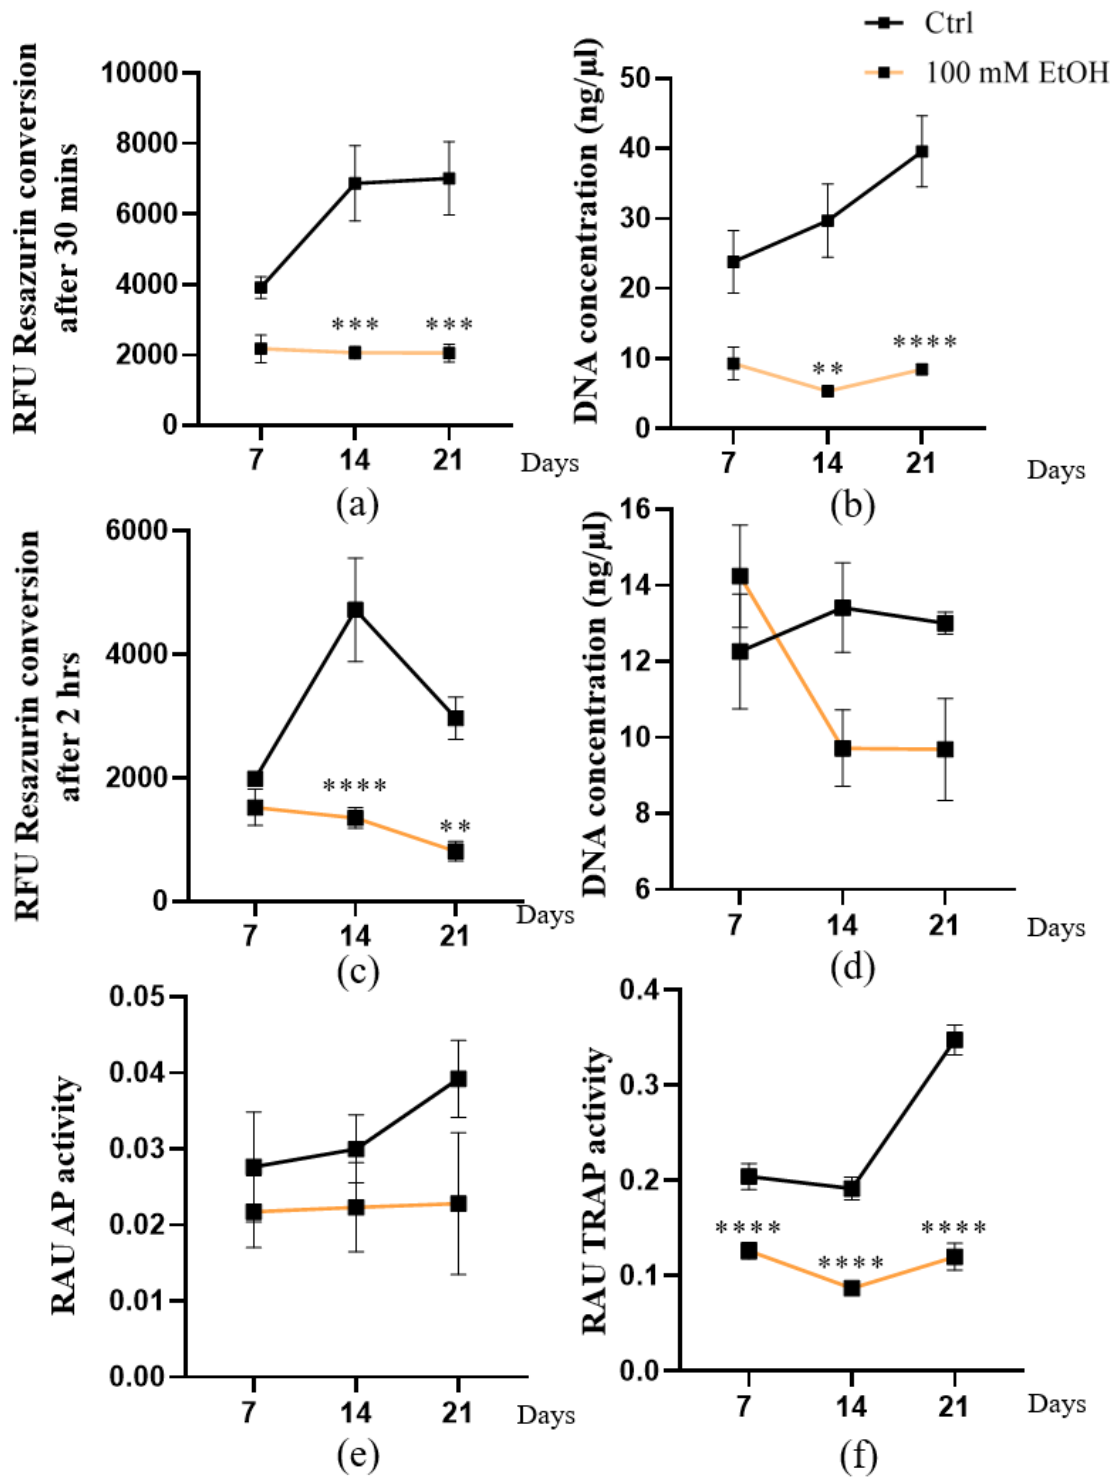 Ctrl
100 mM EtOH
RFU Resazurin conversion
after 30 mins
10000
8000
6000
4000
2000
0
***
***
7 14 21 Days
(a)
DNA concentration (ng/µl)
50
40
30
20
10
0
**
****
7 14 21 Days
(b)
RFU Resazurin conversion
after 2 hrs
6000
4000
2000
0
****
**
7 14 21 Days
(c)
DNA concentration (ng/µl)
16
14
12
10
8
6
7 14 21 Days
(d)
RAU AP activity
0.05
0.04
0.03
0.02
0.01
0.00
7 14 21 Days
(e)
RAU TRAP activity
0.4
0.3
0.2
0.1
0.0
****
****
****
7 14 21 Days
(f)